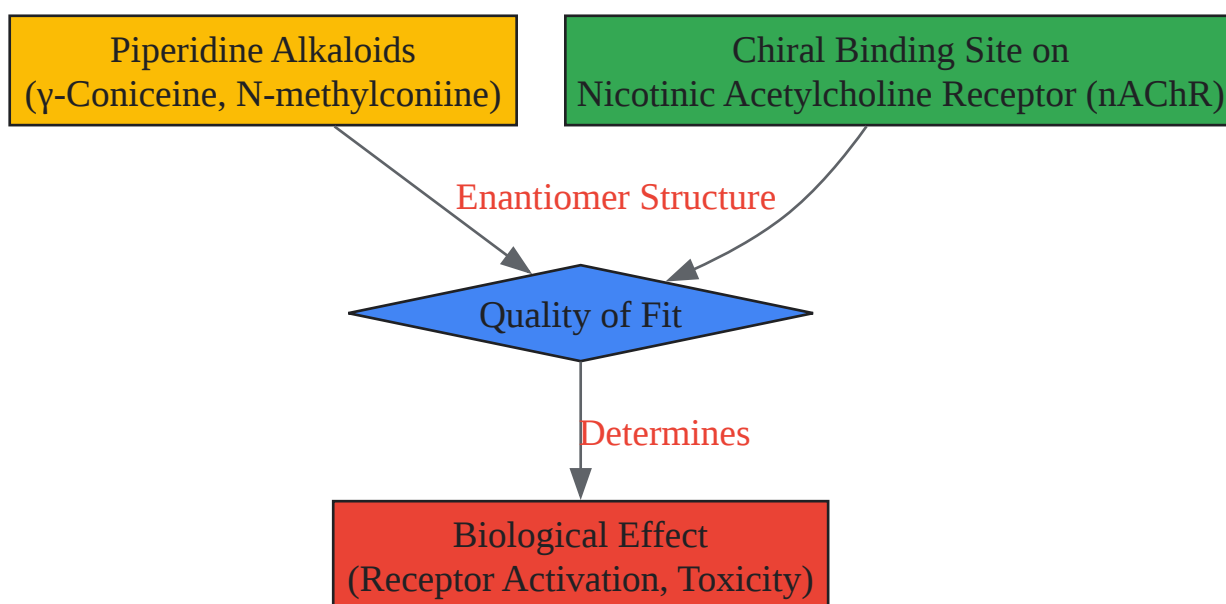 Piperidine Alkaloids
(γ-Coniceine, N-methylconiine)
Chiral Binding Site on
Nicotinic Acetylcholine Receptor (nAChR)
Enantiomer Structure
Quality of Fit
Determines
Biological Effect
(Receptor Activation, Toxicity)